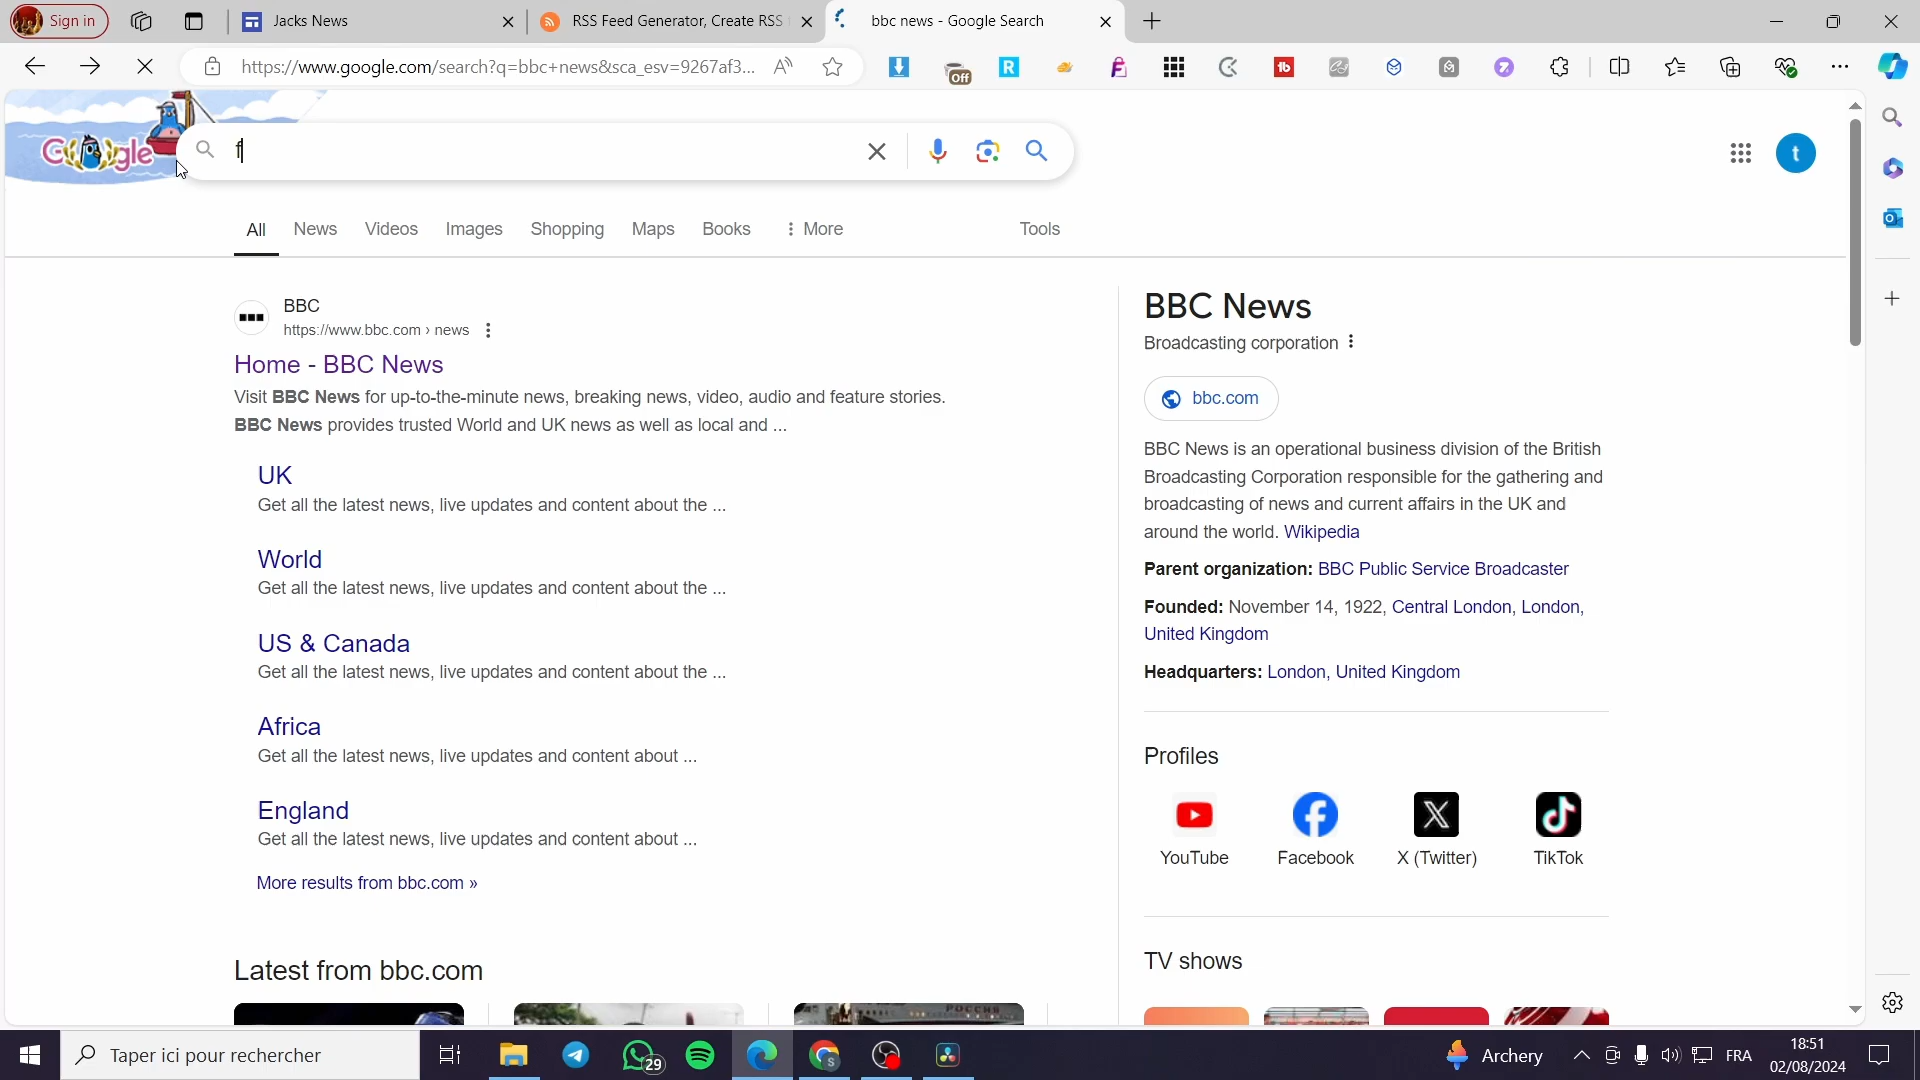 Sign in
Jacks News
RSS Feed Generator, Create RSS
bbc news - Google Search
https://www.google.com/search?q=bbc+news&sca_esv=9267af3...
Off
Google
f
t
All News Videos Images Shopping Maps Books More Tools
BBC
https://www.bbc.com › news
Home - BBC News
Visit BBC News for up-to-the-minute news, breaking news, video, audio and feature stories.
BBC News provides trusted World and UK news as well as local and ...
UK
Get all the latest news, live updates and content about the ...
World
Get all the latest news, live updates and content about the ...
US & Canada
Get all the latest news, live updates and content about the ...
Africa
Get all the latest news, live updates and content about ...
England
Get all the latest news, live updates and content about ...
More results from bbc.com »
Latest from bbc.com
BBC News
Broadcasting corporation
bbc.com
BBC News is an operational business division of the British
Broadcasting Corporation responsible for the gathering and
broadcasting of news and current affairs in the UK and
around the world. Wikipedia
Parent organization: BBC Public Service Broadcaster
Founded: November 14, 1922, Central London, London,
United Kingdom
Headquarters: London, United Kingdom
Profiles
YouTube Facebook X (Twitter) TikTok
TV shows
Taper ici pour rechercher
29
Archery
FRA
18:51
02/08/2024